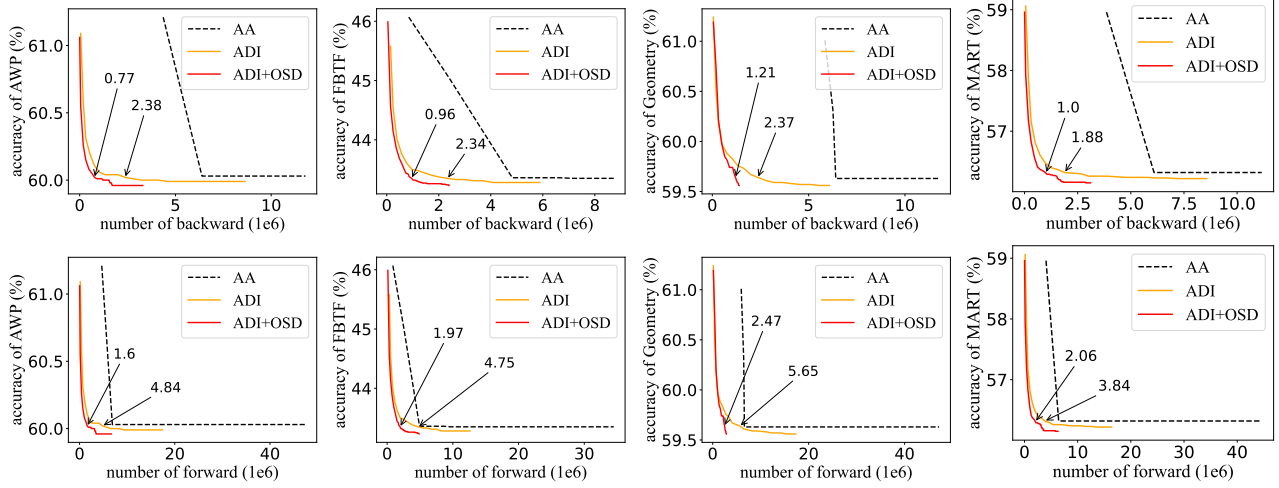 accuracy of AWP (%)
61.0
60.5
60.0
AA
ADI
ADI+OSD
0.77
2.38
0
5
10
number of backward (1e6)
accuracy of FBTF (%)
46
45
44
AA
ADI
ADI+OSD
0.96
2.34
0
2
4
6
8
number of backward (1e6)
accuracy of Geometry (%)
61.0
60.5
60.0
59.5
AA
ADI
ADI+OSD
1.21
2.37
0
5
10
number of backward (1e6)
accuracy of MART (%)
59
58
57
AA
ADI
ADI+OSD
1.0
1.88
0.0
2.5
5.0
7.5
10.0
number of backward (1e6)
accuracy of AWP (%)
61.0
60.5
60.0
AA
ADI
ADI+OSD
1.6
4.84
0
20
40
number of forward (1e6)
accuracy of FBTF (%)
46
45
44
AA
ADI
ADI+OSD
1.97
4.75
0
10
20
30
number of forward (1e6)
accuracy of Geometry (%)
61.0
60.5
60.0
59.5
AA
ADI
ADI+OSD
2.47
5.65
0
20
40
number of forward (1e6)
accuracy of MART (%)
59
58
57
AA
ADI
ADI+OSD
2.06
3.84
0
10
20
30
40
number of forward (1e6)